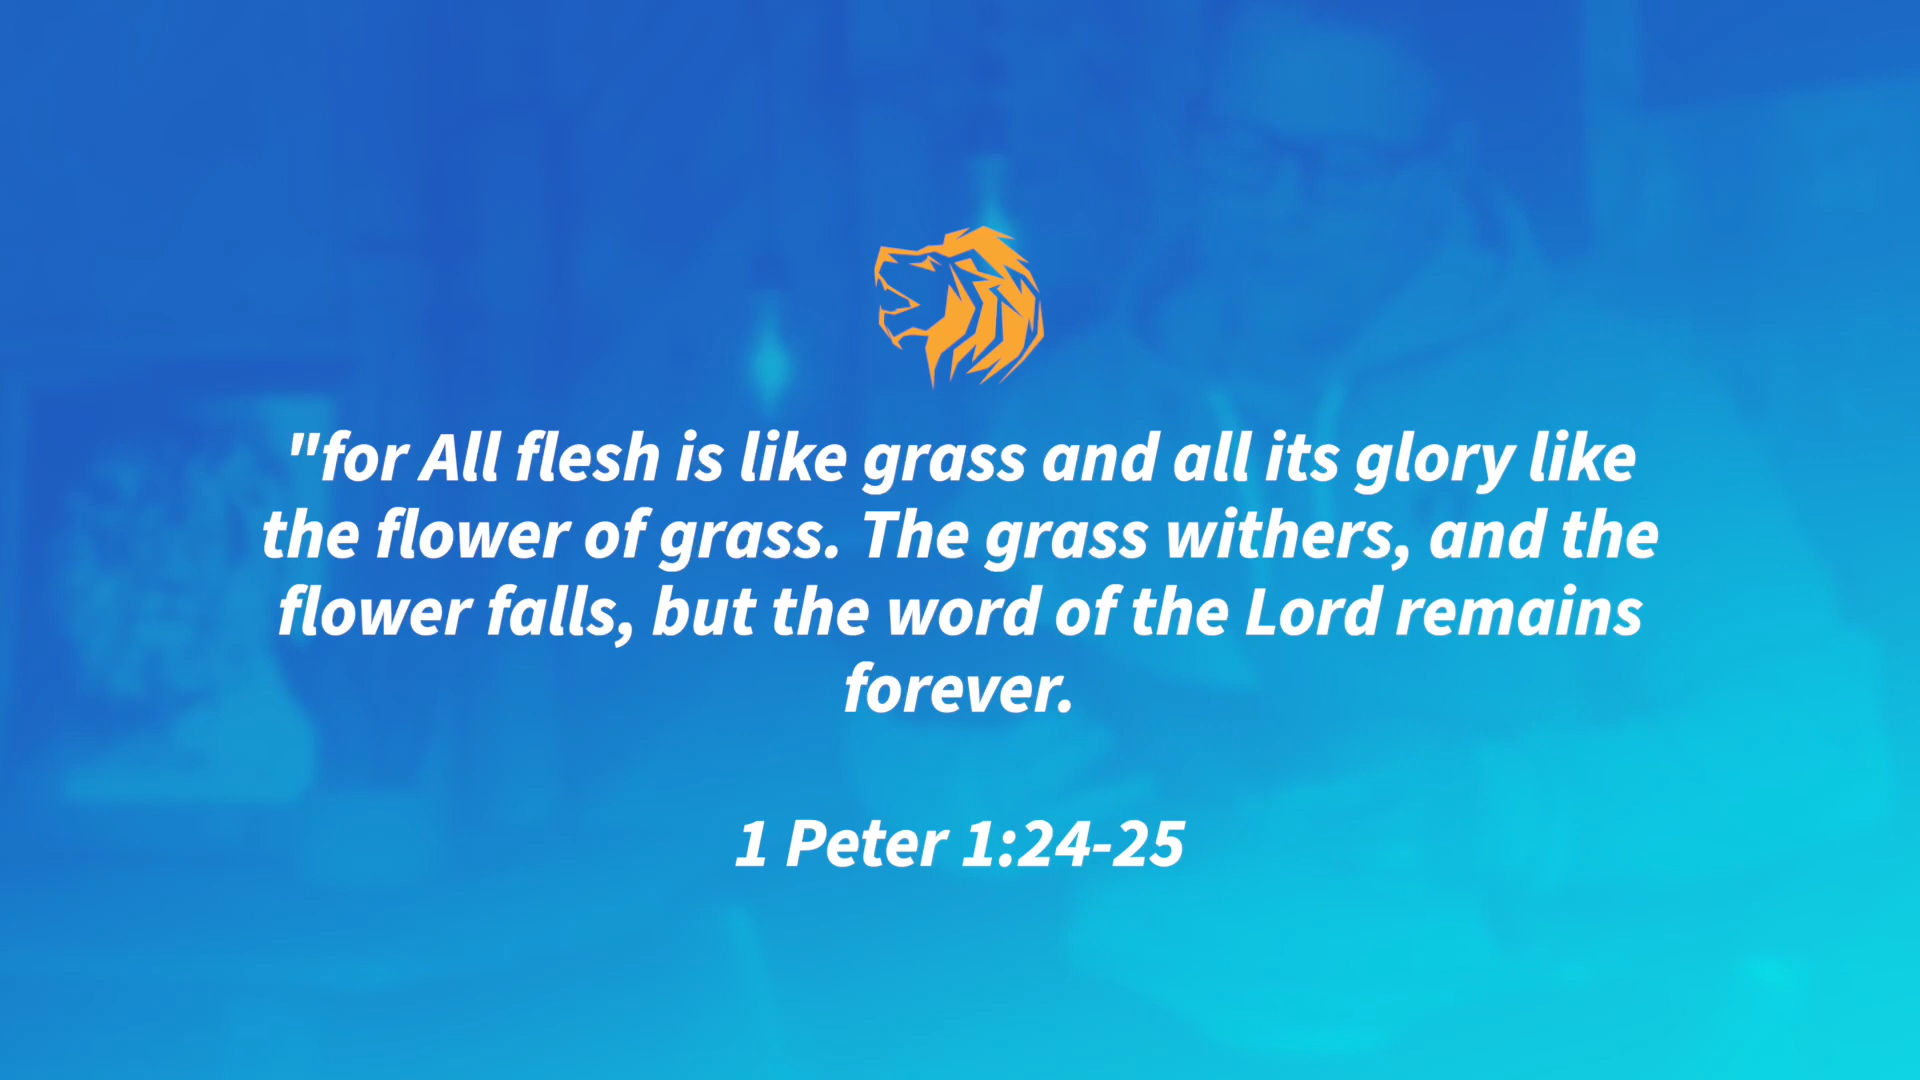 "for All flesh is like grass and all its glory like
the flower of grass. The grass withers, and the
flower falls, but the word of the Lord remains
forever.
1 Peter 1:24-25